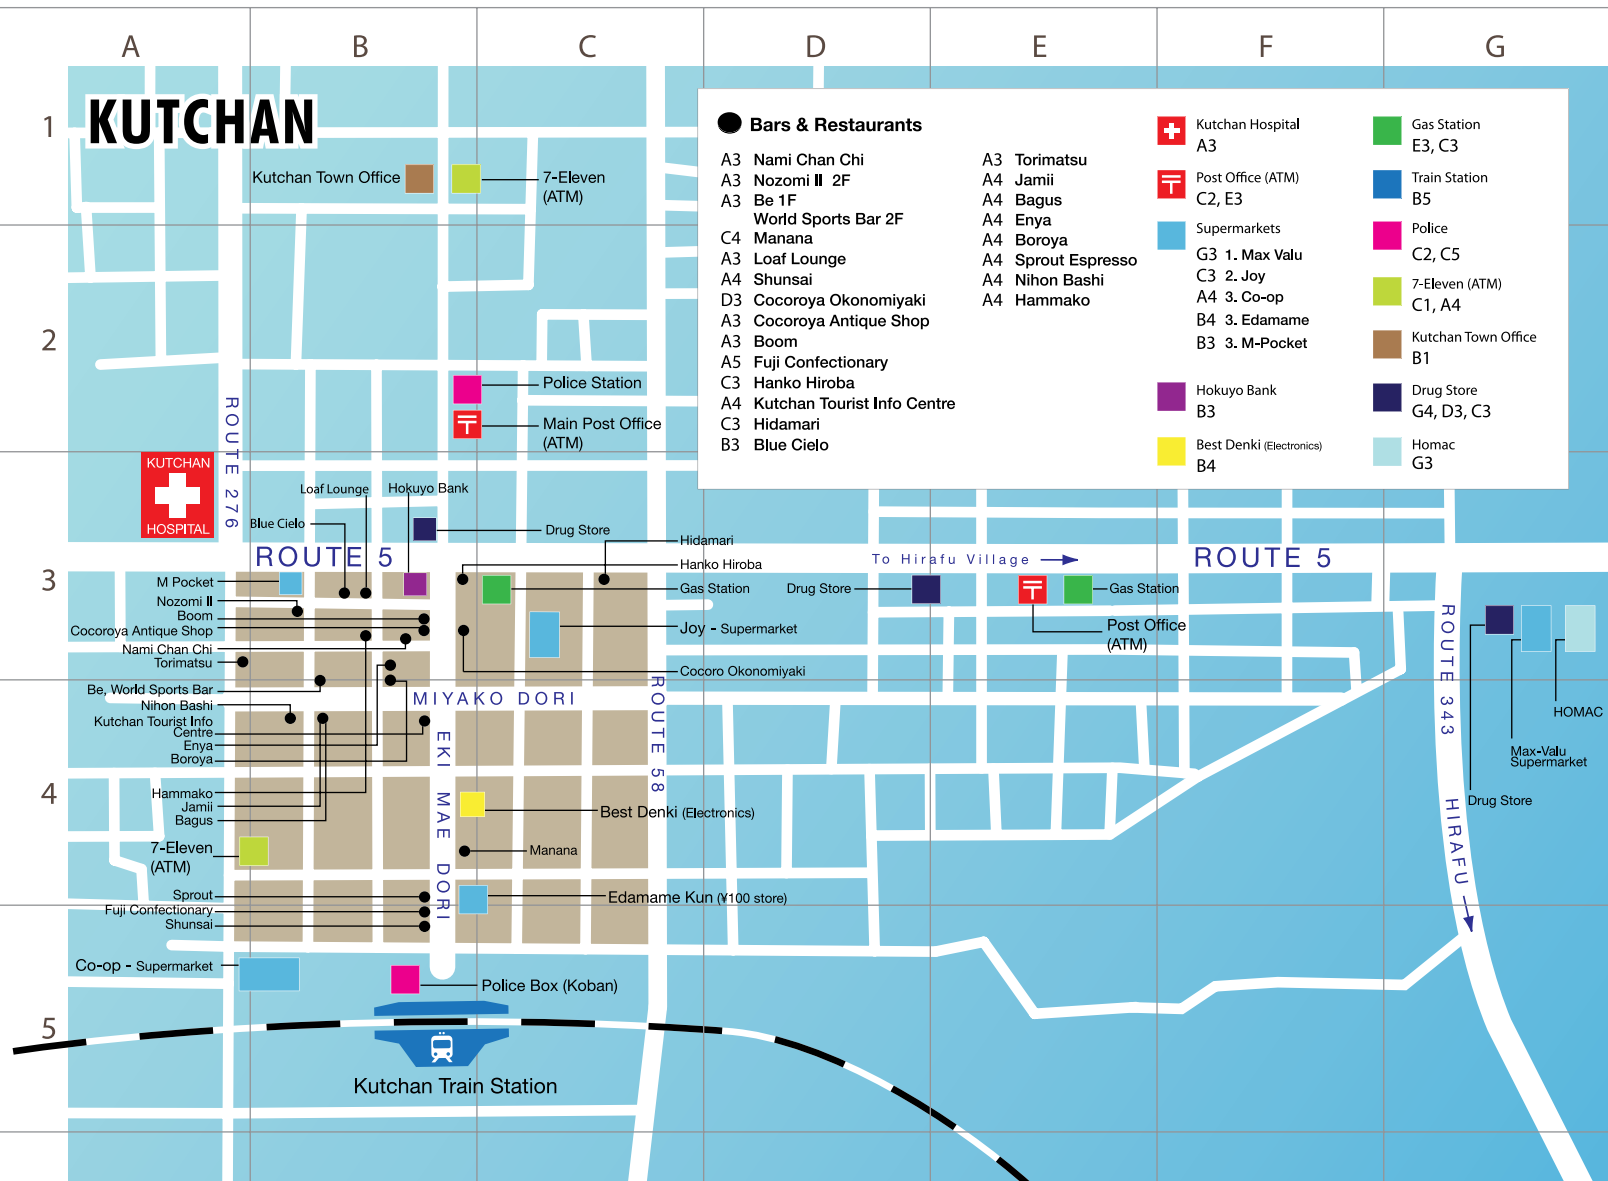 A B C D E F G
1
2
3
4
5
KUTCHAN
Bars & Restaurants
A3 Nami Chan Chi
A3 Nozomi II 2F
A3 Be 1F
World Sports Bar 2F
C4 Manana
A3 Loaf Lounge
A4 Shunsai
D3 Cocoroya Okonomiyaki
A3 Cocoroya Antique Shop
A3 Boom
A5 Fuji Confectionary
C3 Hanko Hiroba
A4 Kutchan Tourist Info Centre
C3 Hidamari
B3 Blue Cielo
A3 Torimatsu
A4 Jamii
A4 Bagus
A4 Enya
A4 Boroya
A4 Sprout Espresso
A4 Nihon Bashi
A4 Hammako
Kutchan Hospital
A3
Post Office (ATM)
C2, E3
Supermarkets
G3 1. Max Valu
C3 2. Joy
A4 3. Co-op
B4 3. Edamame
B3 3. M-Pocket
Hokuyo Bank
B3
Best Denki (Electronics)
B4
Gas Station
E3, C3
Train Station
B5
Police
C2, C5
7-Eleven (ATM)
C1, A4
Kutchan Town Office
B1
Drug Store
G4, D3, C3
Homac
G3
Kutchan Town Office
7-Eleven
(ATM)
Police Station
Main Post Office
(ATM)
ROUTE 276
KUTCHAN
HOSPITAL
Loaf Lounge
Hokuyo Bank
Blue Cielo
Drug Store
ROUTE 5
Hidamari
Hanko Hiroba
Gas Station
Joy - Supermarket
Cocoro Okonomiyaki
To Hirafu Village
ROUTE 5
Drug Store
Gas Station
Post Office
(ATM)
M Pocket
Nozomi II
Boom
Cocoroya Antique Shop
Nami Chan Chi
Torimatsu
Be, World Sports Bar
Nihon Bashi
Kutchan Tourist Info
Centre
Enya
Boroya
Hammako
Jamii
Bagus
7-Eleven
(ATM)
Sprout
Fuji Confectionary
Shunsai
Co-op - Supermarket
MIYAKO DORI
EKI MAE DORI
ROUTE 58
Best Denki (Electronics)
Manana
Edamame Kun (¥100 store)
Police Box (Koban)
Kutchan Train Station
ROUTE 343
HIRAFU
HOMAC
Max-Valu
Supermarket
Drug Store